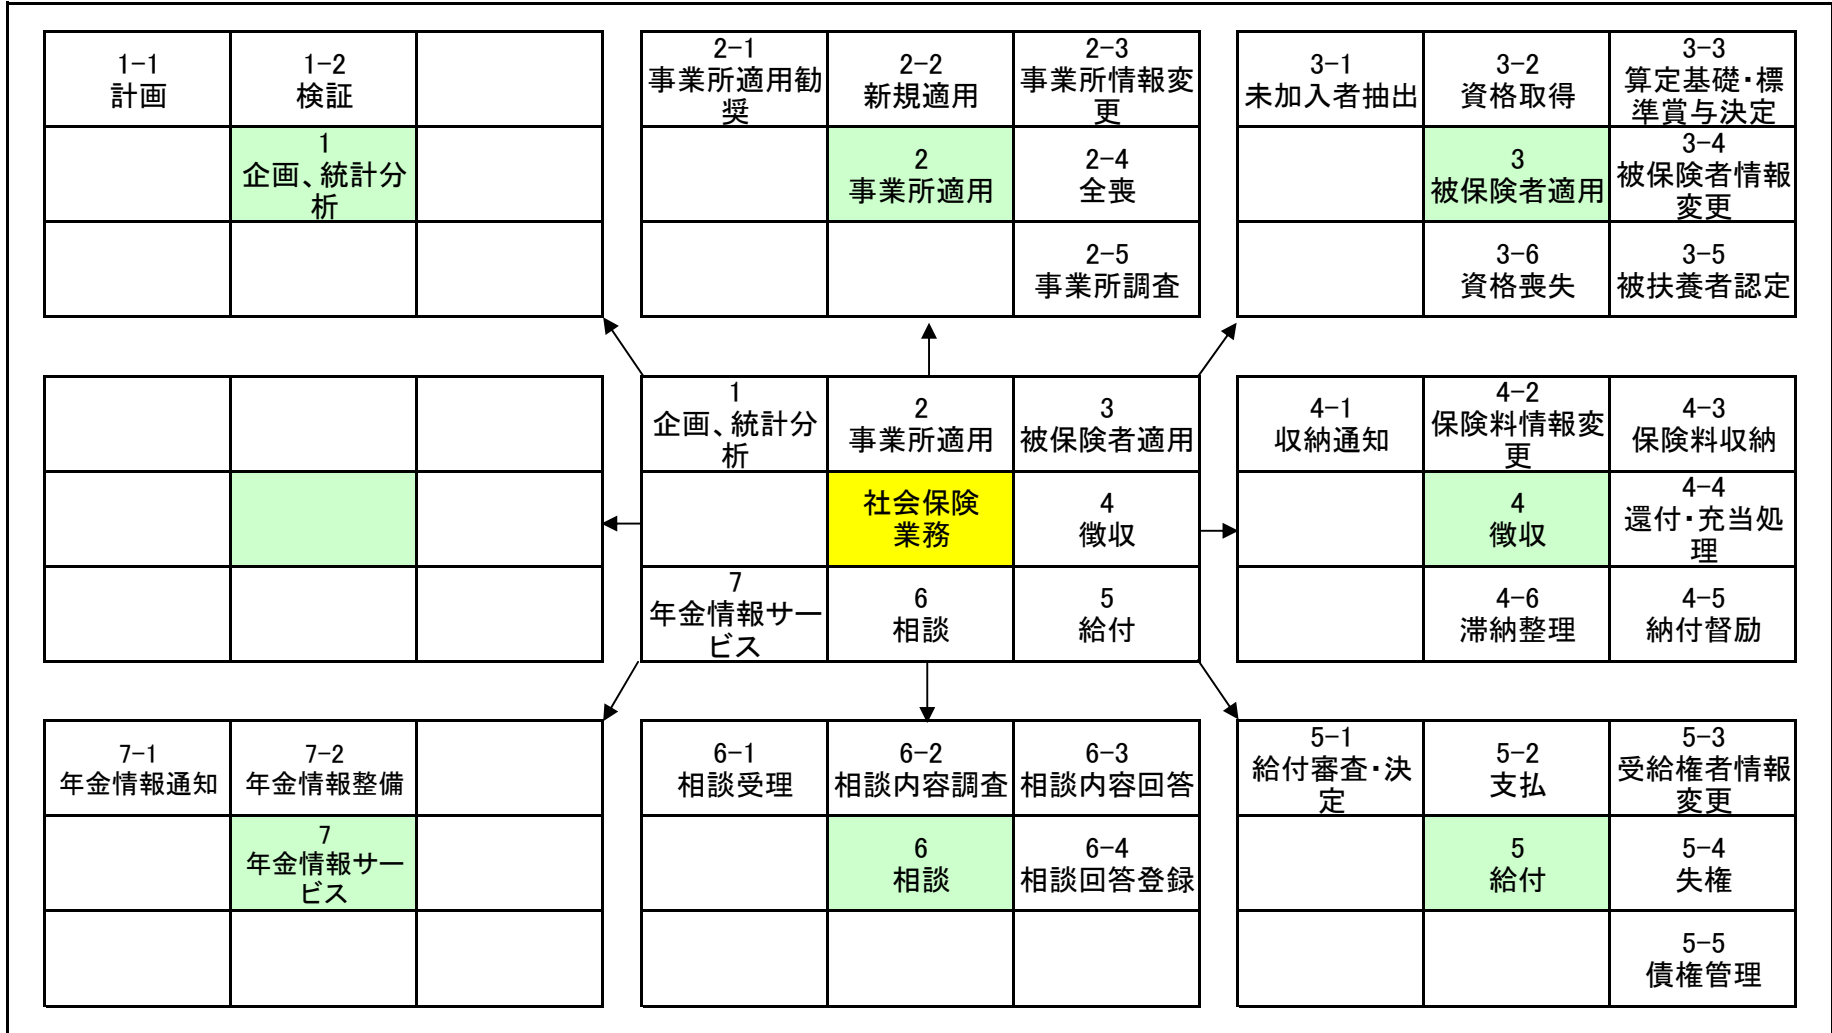 1-1
計画
1-2
検証
1
企画、統計分
析
2-1
事業所適用勧
奨
2-2
新規適用
2-3
事業所情報変
更
2
事業所適用
2-4
全喪
2-5
事業所調査
3-1
未加入者抽出
3-2
資格取得
3-3
算定基礎・標
準賞与決定
3
被保険者適用
3-4
被保険者情報
変更
3-6
資格喪失
3-5
被扶養者認定
1
企画、統計分
析
2
事業所適用
3
被保険者適用
社会保険
業務
4
徴収
7
年金情報サー
ビス
6
相談
5
給付
4-1
収納通知
4-2
保険料情報変
更
4-3
保険料収納
4
徴収
4-4
還付・充当処
理
4-6
滞納整理
4-5
納付督励
7-1
年金情報通知
7-2
年金情報整備
7
年金情報サー
ビス
6-1
相談受理
6-2
相談内容調査
6-3
相談内容回答
6
相談
6-4
相談回答登録
5-1
給付審査・決
定
5-2
支払
5-3
受給権者情報
変更
5
給付
5-4
失権
5-5
債権管理